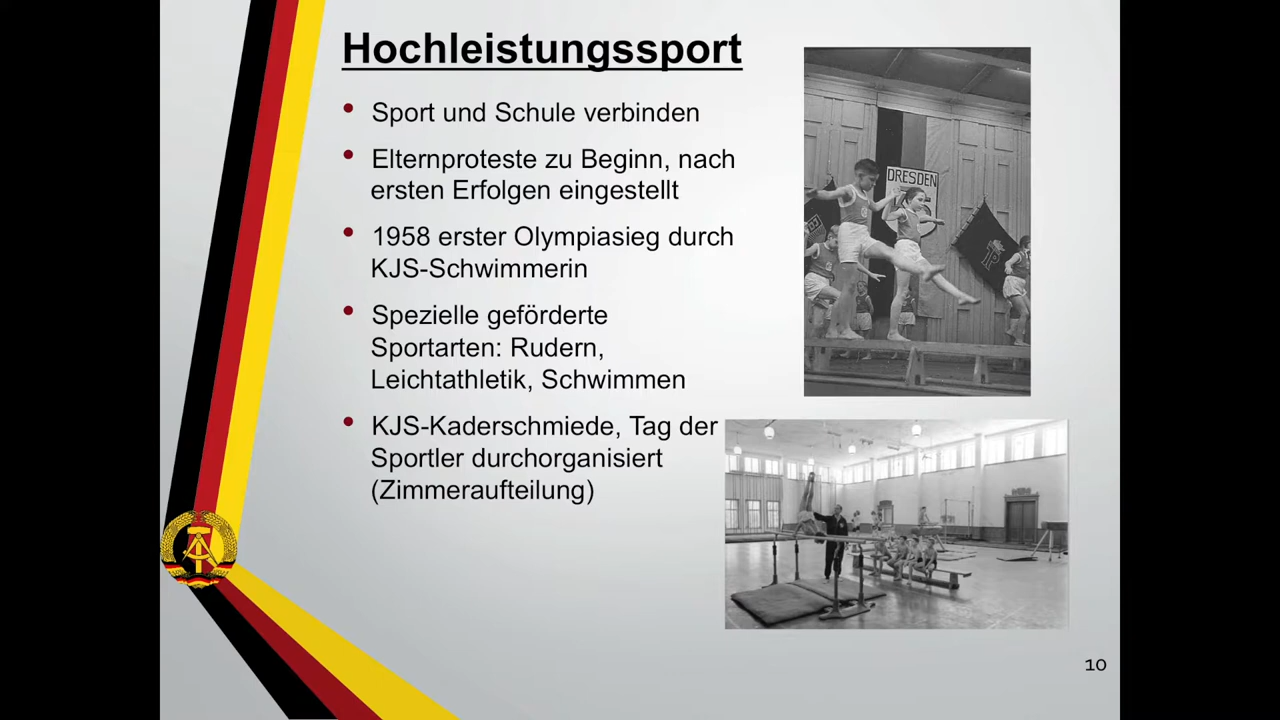 Hochleistungssport
• Sport und Schule verbinden
• Elternproteste zu Beginn, nach
ersten Erfolgen eingestellt
• 1958 erster Olympiasieg durch
KJS-Schwimmerin
• Spezielle geförderte
Sportarten: Rudern,
Leichtathletik, Schwimmen
• KJS-Kaderschmiede, Tag der
Sportler durchorganisiert
(Zimmeraufteilung)
DRESDEN
10